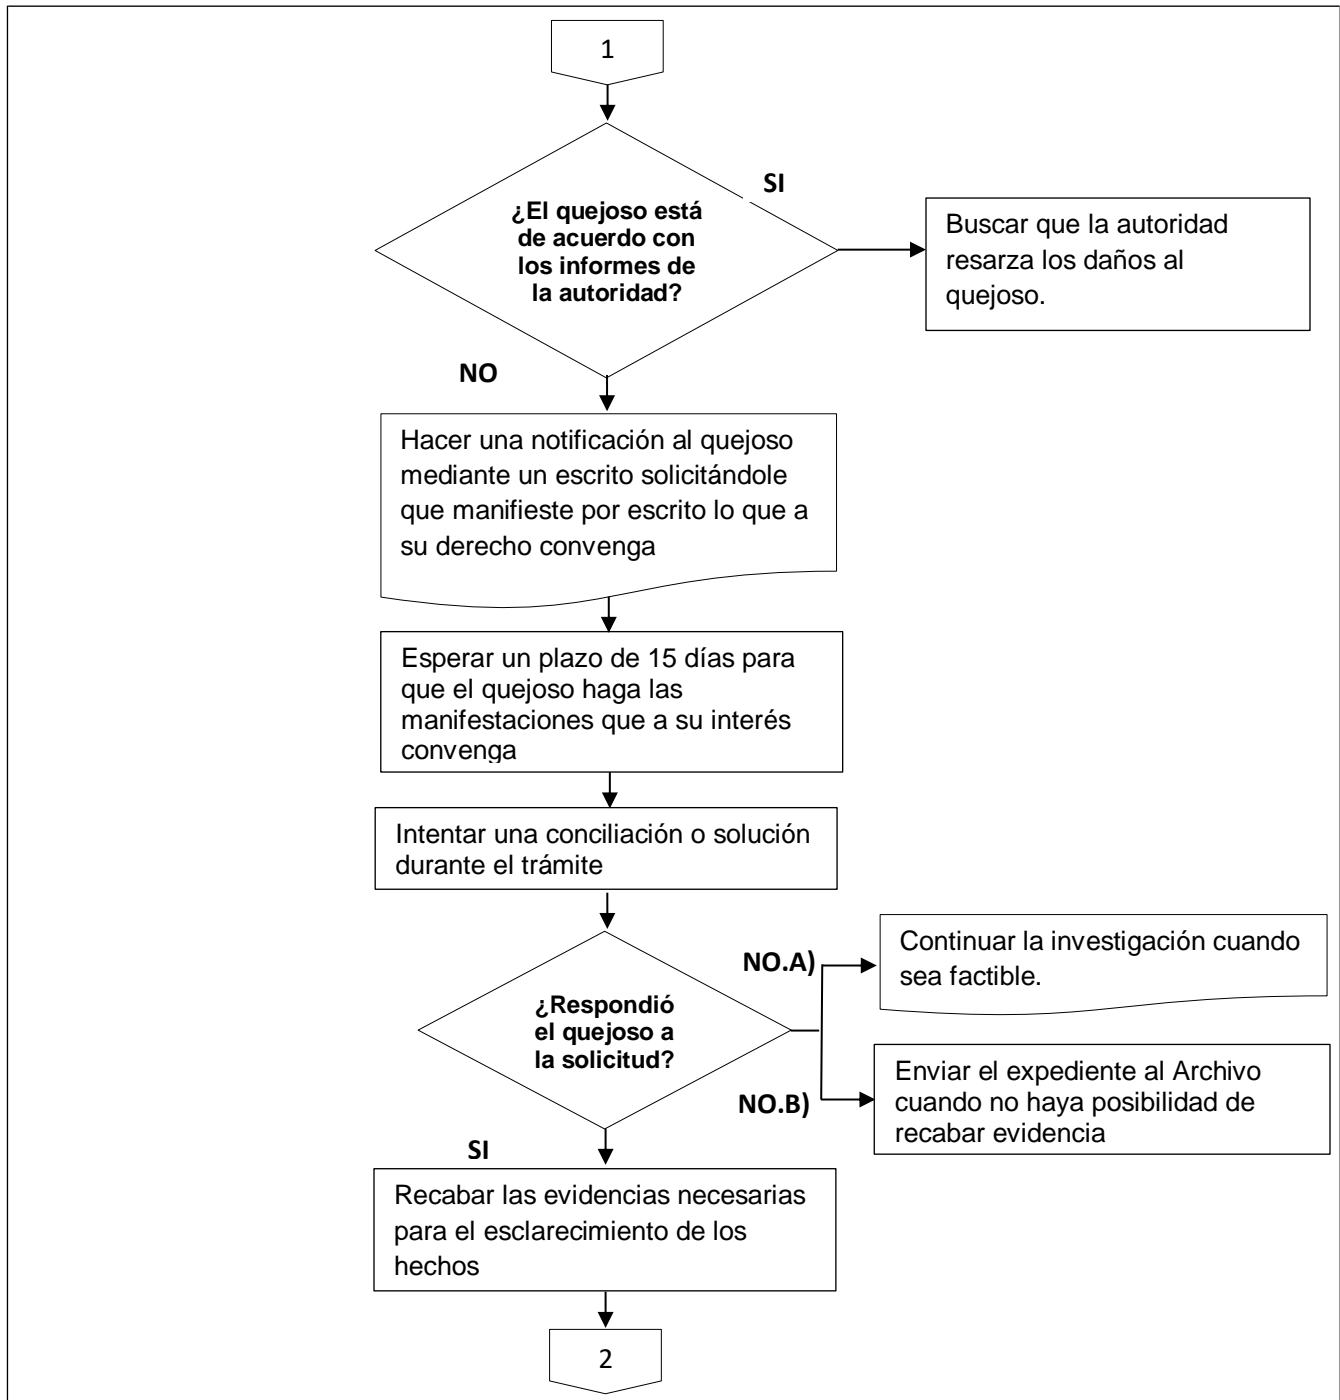 1
¿El quejoso está
de acuerdo con
los informes de
la autoridad?
SI
Buscar que la autoridad
resarza los daños al
quejoso.
NO
Hacer una notificación al quejoso
mediante un escrito solicitándole
que manifieste por escrito lo que a
su derecho convenga
Esperar un plazo de 15 días para
que el quejoso haga las
manifestaciones que a su interés
convenga
Intentar una conciliación o solución
durante el trámite
¿Respondió
el quejoso a
la solicitud?
NO.A)
Continuar la investigación cuando
sea factible.
NO.B)
Enviar el expediente al Archivo
cuando no haya posibilidad de
recabar evidencia
SI
Recabar las evidencias necesarias
para el esclarecimiento de los
hechos
2